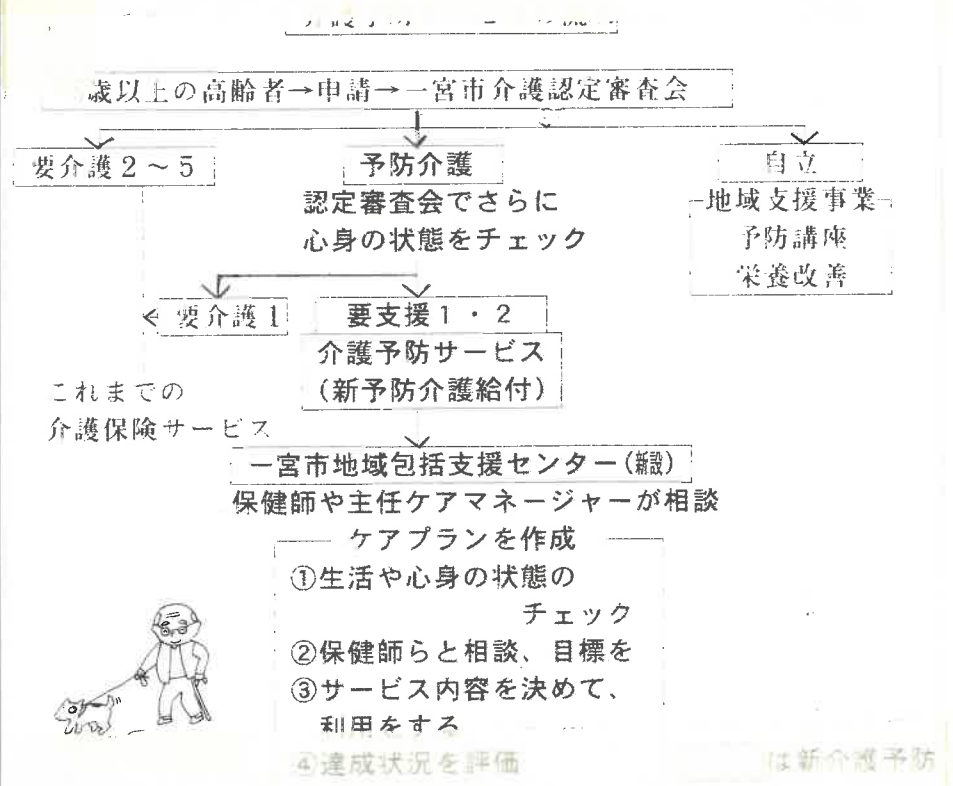 歳以上の高齢者→申請→一宮市介護認定審査会
要介護2～5
予防介護
認定審査会でさらに
心身の状態をチェック
自立
地域支援事業
予防講座
栄養改善
要介護1
要支援1・2
介護予防サービス
(新予防介護給付)
これまでの
介護保険サービス
一宮市地域包括支援センター(新設)
保健師や主任ケアマネージャーが相談
ケアプランを作成
①生活や心身の状態の
チェック
②保健師らと相談、目標を
③サービス内容を決めて、
利用をする
④達成状況を評価
は新介護予防